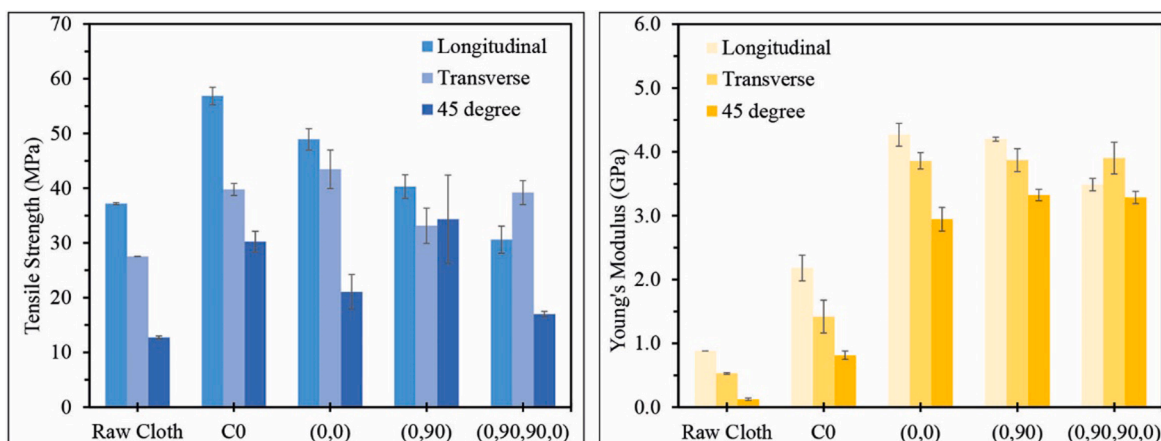 70
60
50
40
30
20
10
0
Tensile Strength (MPa)
Longitudinal
Transverse
45 degree
Raw Cloth C0 (0,0) (0,90) (0,90,90,0)
6.0
5.0
4.0
3.0
2.0
1.0
0.0
Young's Modulus (GPa)
Longitudinal
Transverse
45 degree
Raw Cloth C0 (0,0) (0,90) (0,90,90,0)